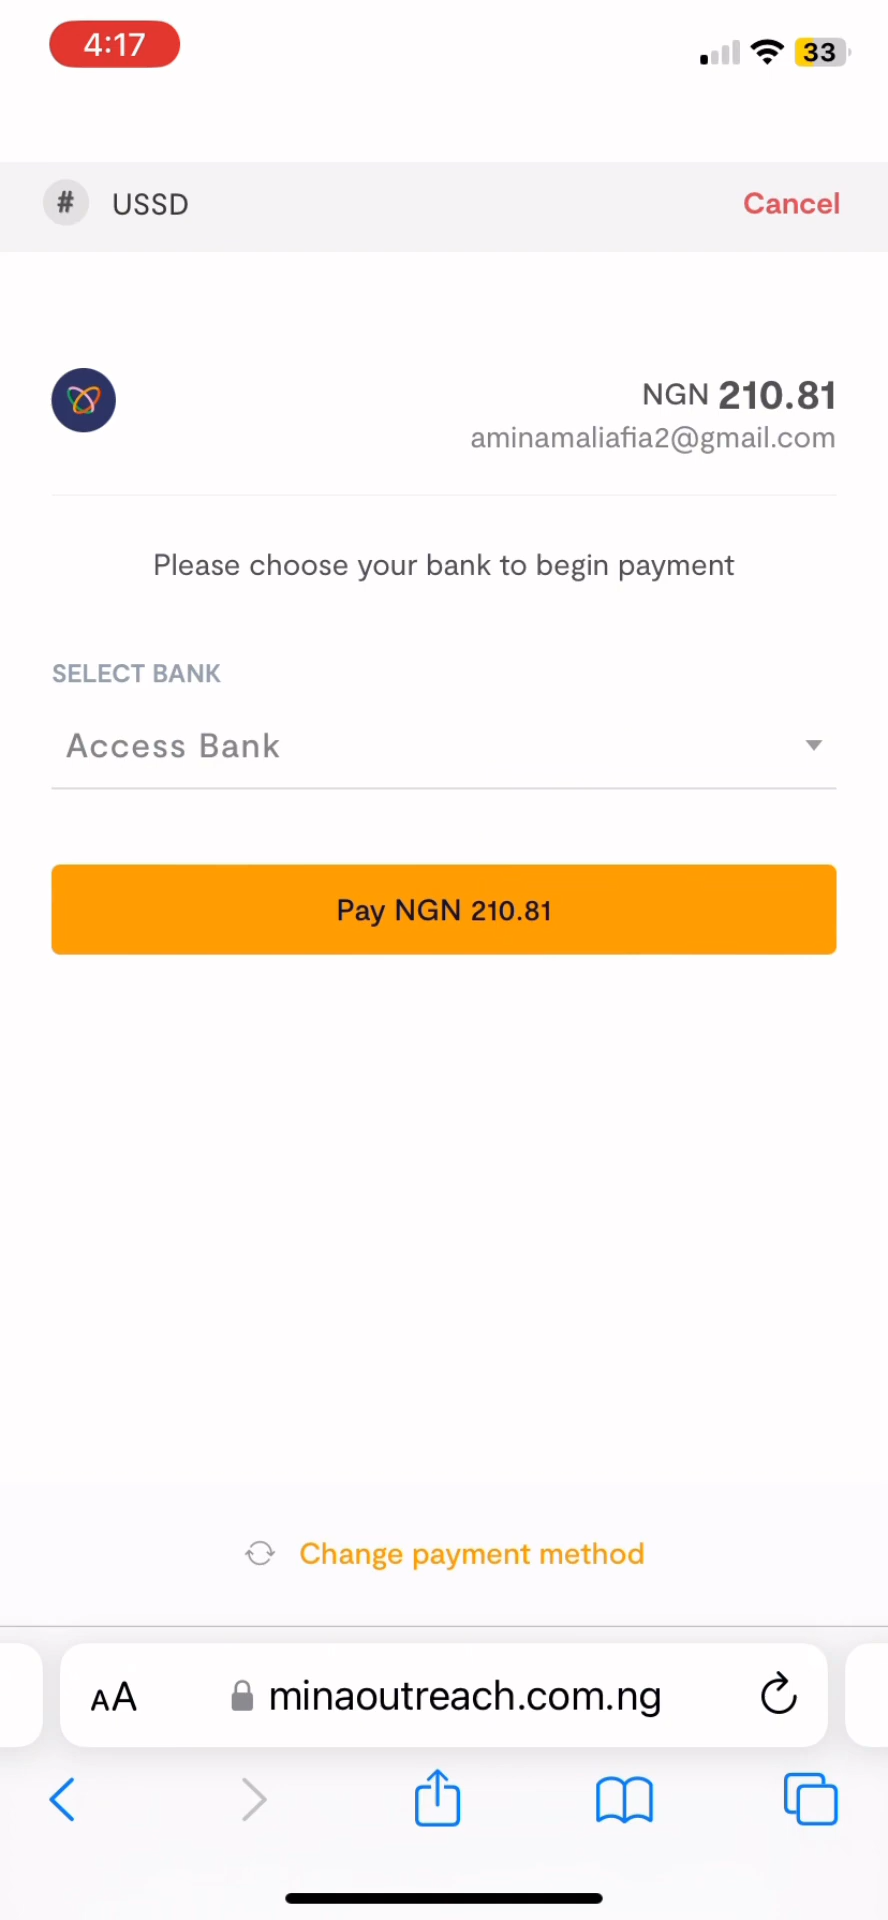 4:17
33
# USSD
Cancel
NGN 210.81
aminamaliafia2@gmail.com
Please choose your bank to begin payment
SELECT BANK
Access Bank
Pay NGN 210.81
Change payment method
AA minaoutreach.com.ng